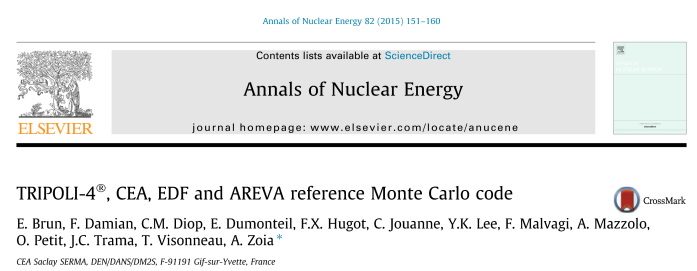 Annals of Nuclear Energy 82 (2015) 151–160
Contents lists available at ScienceDirect
Annals of Nuclear Energy
journal homepage: www.elsevier.com/locate/anucene
ELSEVIER
TRIPOLI-4®, CEA, EDF and AREVA reference Monte Carlo code
CrossMark
E. Brun, F. Damian, C.M. Diop, E. Dumonteil, F.X. Hugot, C. Jouanne, Y.K. Lee, F. Malvagi, A. Mazzolo,
O. Petit, J.C. Trama, T. Visonneau, A. Zoia *
CEA Saclay SERMA, DEN/DANS/DM2S, F-91191 Gif-sur-Yvette, France